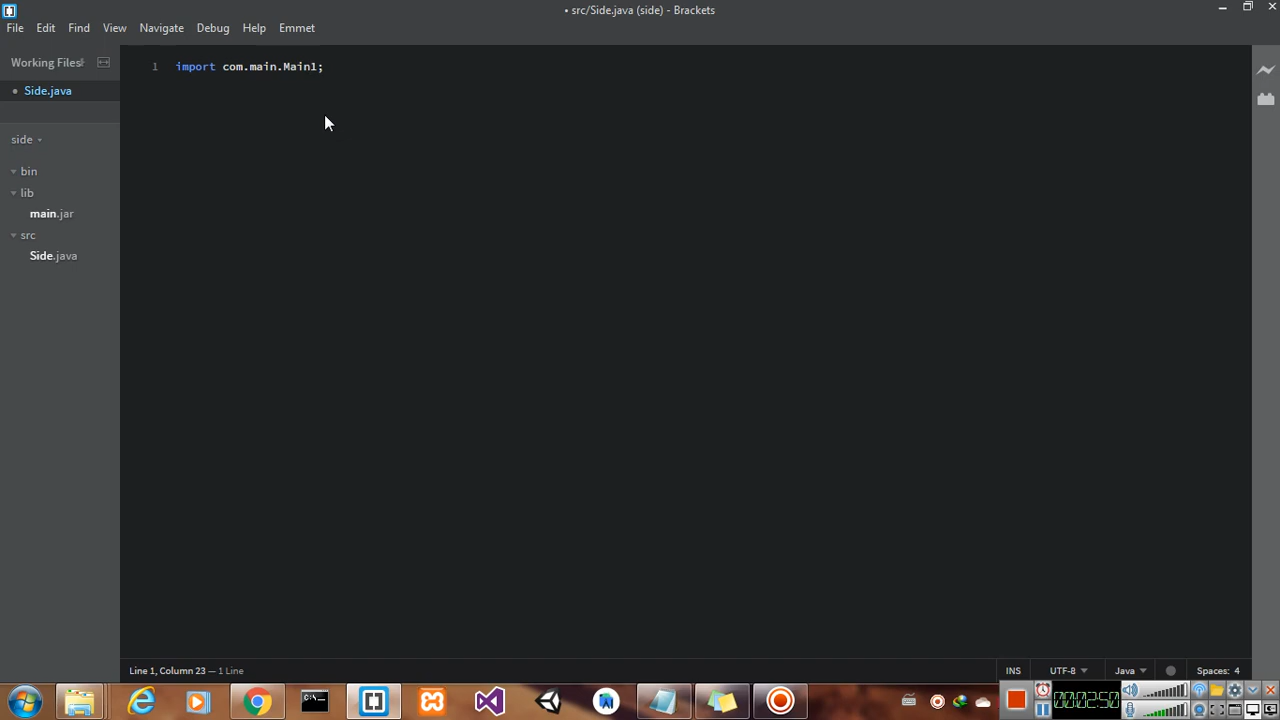 • src/Side.java (side) - Brackets
File Edit Find View Navigate Debug Help Emmet
Working Files
1 import com.main.Main1;
• Side.java
side
bin
lib
main.jar
src
Side.java
Line 1, Column 23 — 1 Line INS UTF-8 Java Spaces: 4
000250